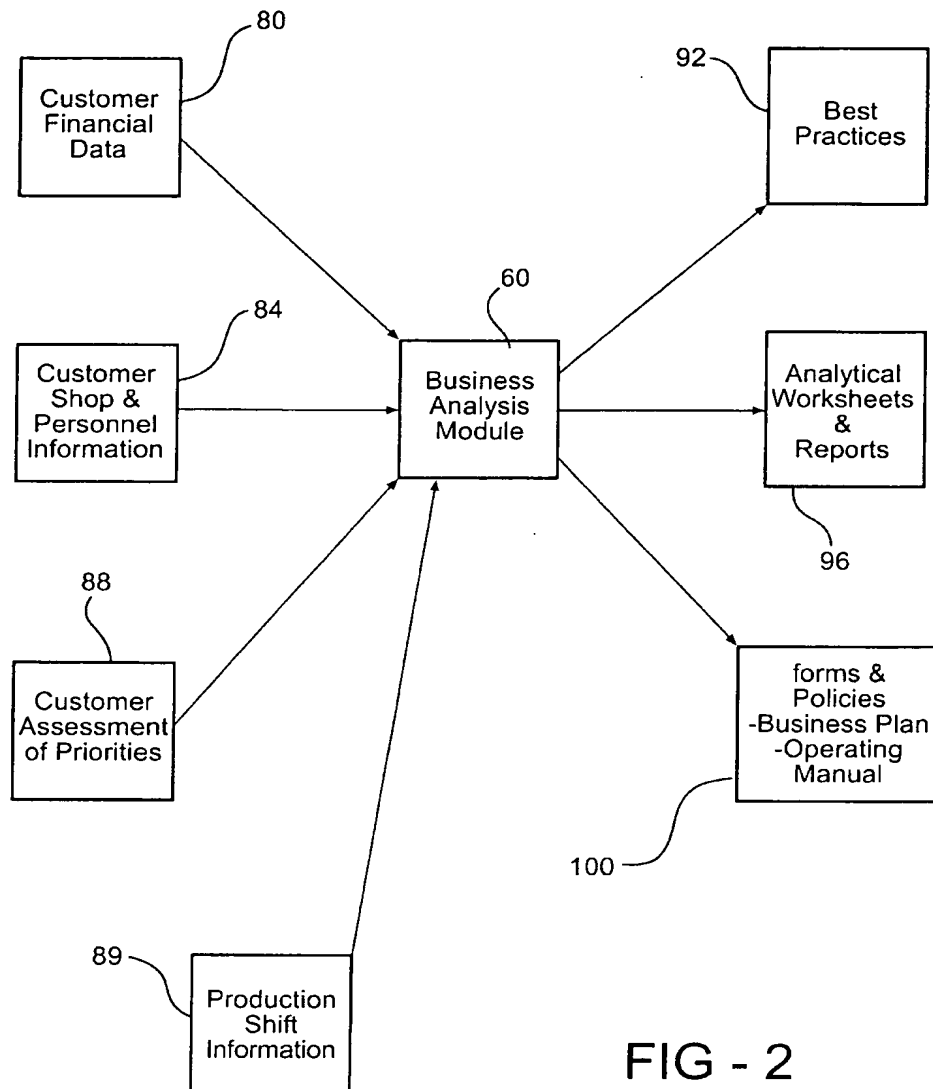 80
Customer
Financial
Data
92
Best
Practices
60
84
Customer
Shop &
Personnel
Information
Business
Analysis
Module
Analytical
Worksheets
&
Reports
96
88
Customer
Assessment
of Priorities
forms &
Policies
-Business Plan
-Operating
Manual
100
89
Production
Shift
Information
FIG - 2